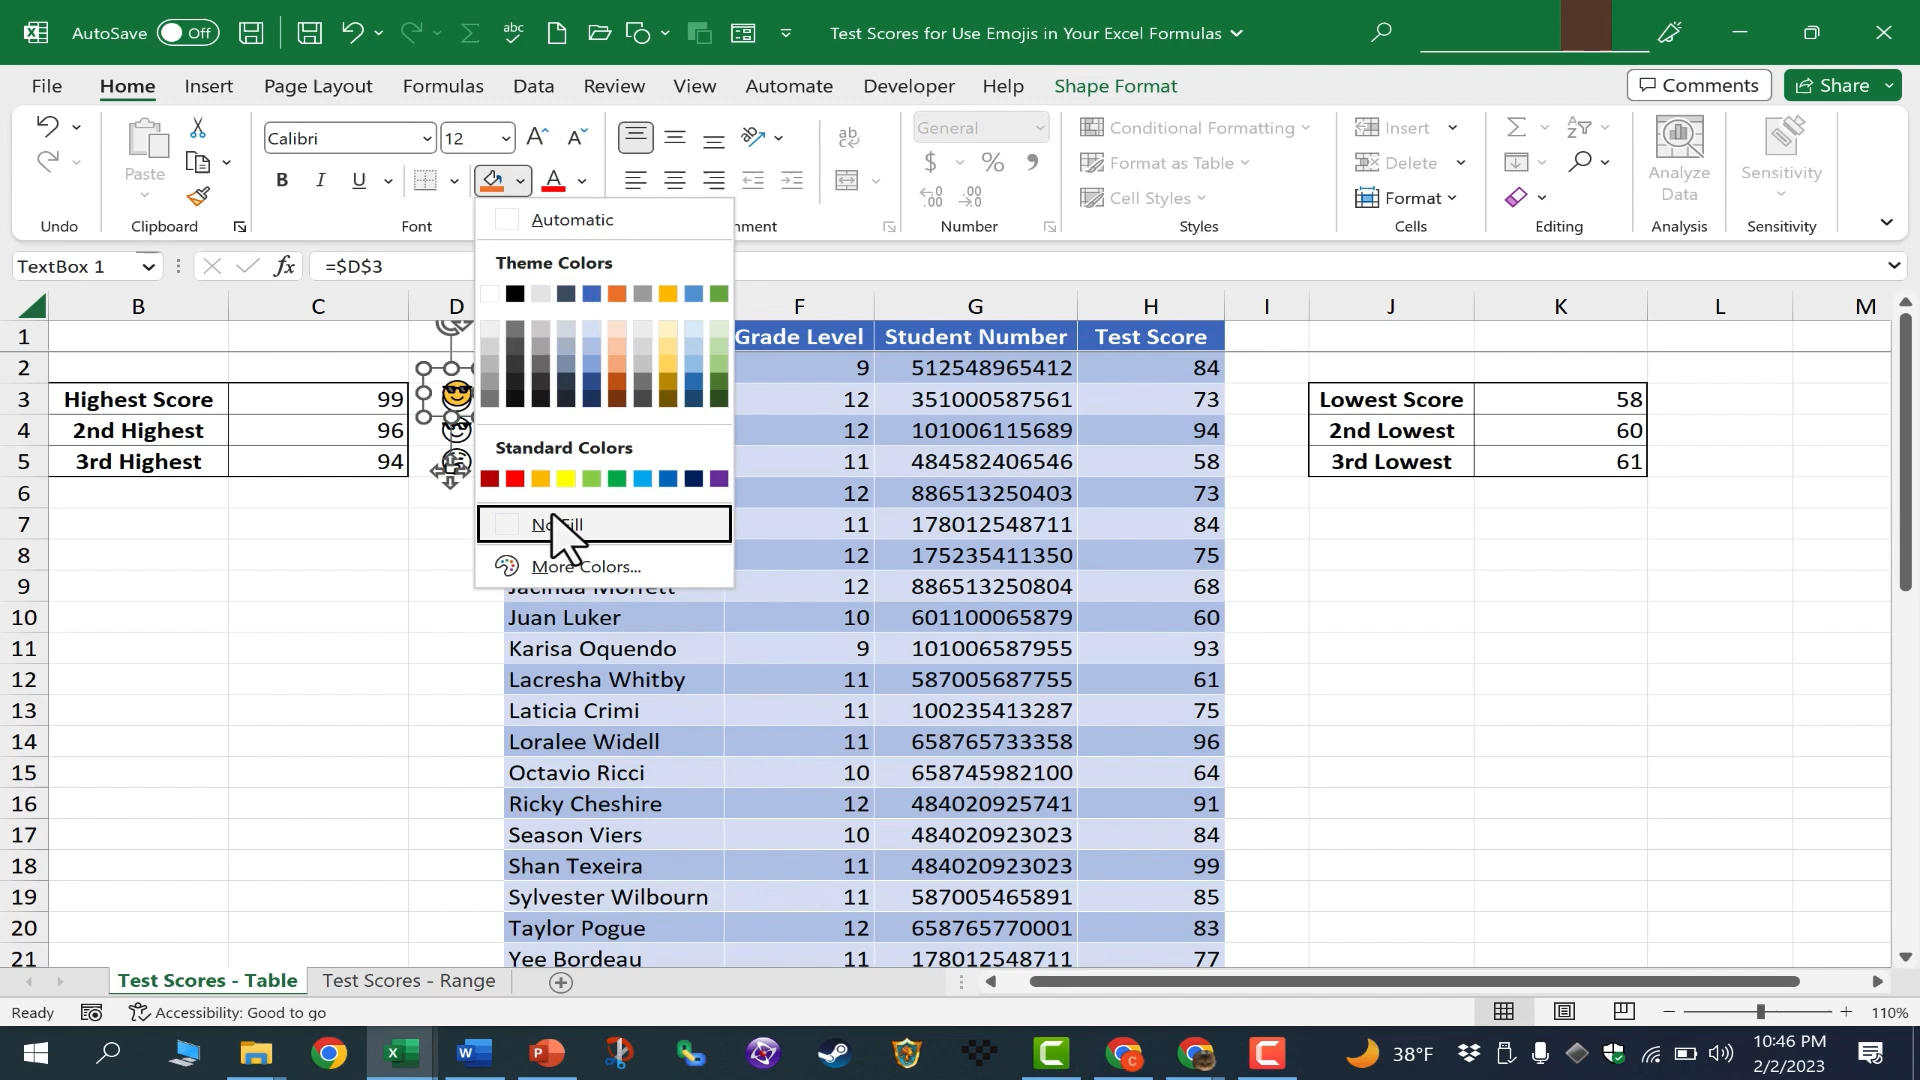 AutoSave Off Test Scores for Use Emojis in Your Excel Formulas
File Home Insert Page Layout Formulas Data Review View Automate Developer Help Shape Format Comments Share
Calibri 12 General Conditional Formatting Insert
Paste Format as Table Delete Analyze Data Sensitivity
B I U A $ % Cell Styles Format
Undo Clipboard Font nment Number Styles Cells Editing Analysis Sensitivity
TextBox 1 fx =$D$3
Automatic
Theme Colors
Standard Colors
No Fill
More Colors...
B C D F G H I J K L M
1 Grade Level Student Number Test Score
2 9 512548965412 84
3 Highest Score 99 😎 12 351000587561 73 Lowest Score 58
4 2nd Highest 96 12 101006115689 94 2nd Lowest 60
5 3rd Highest 94 11 484582406546 58 3rd Lowest 61
6 12 886513250403 73
7 11 178012548711 84
8 12 175235411350 75
9 Jacinda Morrett 12 886513250804 68
10 Juan Luker 10 601100065879 60
11 Karisa Oquendo 9 101006587955 93
12 Lacresha Whitby 11 587005687755 61
13 Laticia Crimi 11 100235413287 75
14 Loralee Widell 11 658765733358 96
15 Octavio Ricci 10 658745982100 64
16 Ricky Cheshire 12 484020925741 91
17 Season Viers 10 484020923023 84
18 Shan Texeira 11 484020923023 99
19 Sylvester Wilbourn 11 587005465891 85
20 Taylor Pogue 12 658765770001 83
21 Yee Bordeau 11 178012548711 77
Test Scores - Table Test Scores - Range
Ready Accessibility: Good to go 110%
38°F 10:46 PM
2/2/2023